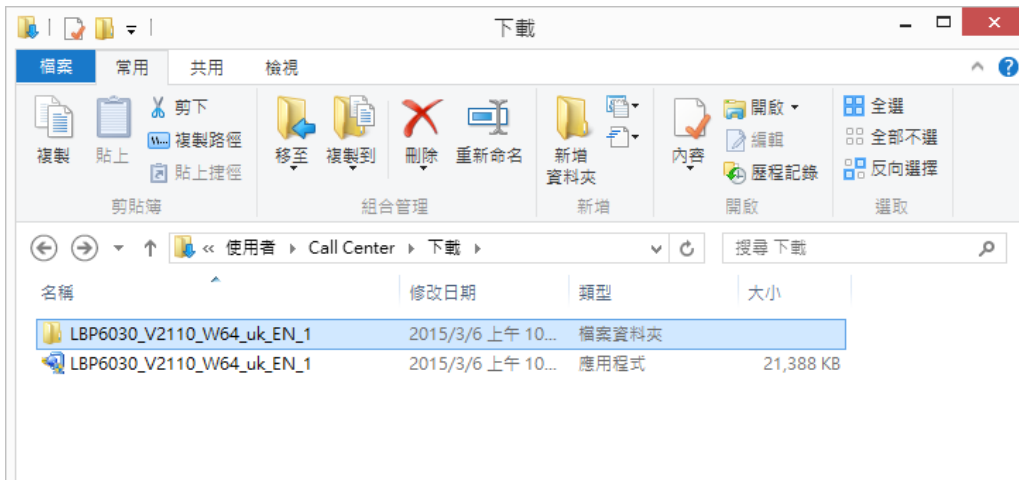 下載
檔案 常用 共用 檢視
複製
貼上
剪下
複製路徑
貼上捷徑
剪貼簿
移至
複製到
刪除
重新命名
組合管理
新增
資料夾
新增
內容
開啟
編輯
歷程記錄
開啟
全選
全部不選
反向選擇
選取
« 使用者 Call Center 下載
搜尋 下載
名稱 修改日期 類型 大小
LBP6030_V2110_W64_uk_EN_1 2015/3/6 上午 10... 檔案資料夾
LBP6030_V2110_W64_uk_EN_1 2015/3/6 上午 10... 應用程式 21,388 KB